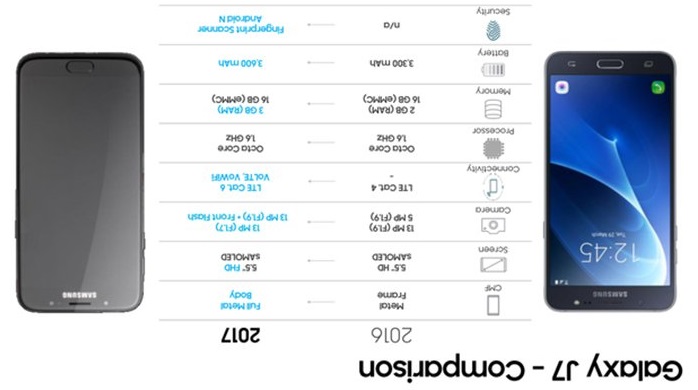 Galaxy J7 - Comparison
2016
2017
CMF
Metal
Frame
Full Metal
Body
Screen
5.5" HD
sAMOLED
5.5" FHD
sAMOLED
Camera
13 MP (F1.9)
5 MP (F1.9)
13 MP (F1.7)
13 MP (F1.9) + Front Flash
Connectivity
LTE Cat. 4
-
LTE Cat. 6
VoLTE, VoWiFi
Processor
Octa Core
1.6 GHz
Octa Core
1.6 GHz
Memory
2 GB (RAM)
16 GB (eMMC)
3 GB (RAM)
16 GB (eMMC)
Battery
3,300 mAh
3,600 mAh
Security
n/a
Fingerprint Scanner
Android N
SAMSUNG
12:45
Tue, 29 March
SAMSUNG